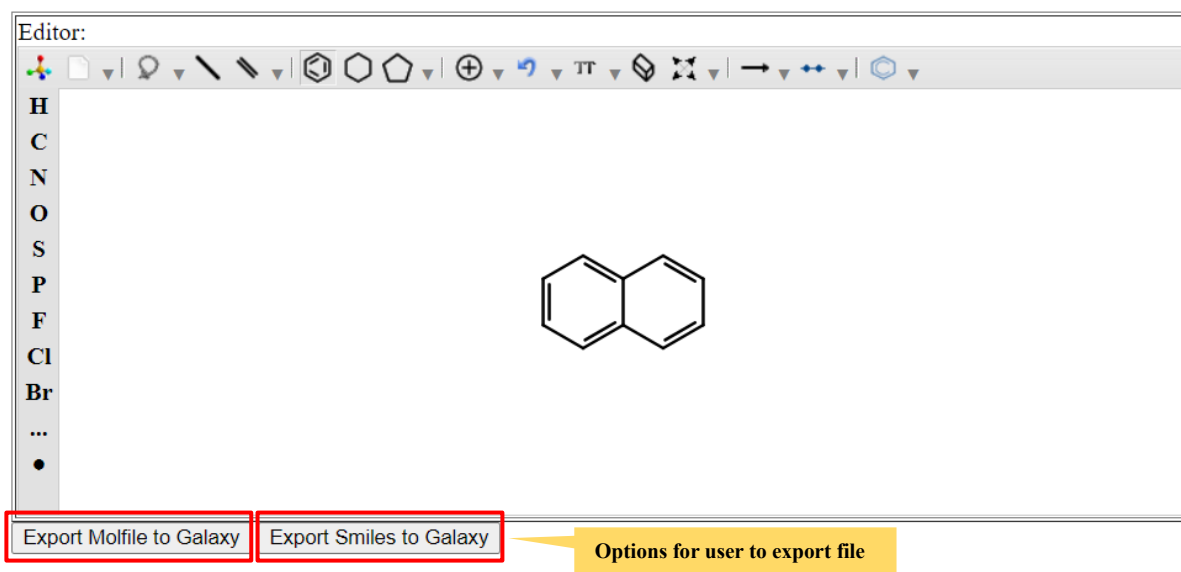 Editor:
TT
H
C
N
O
S
P
F
Cl
Br
...
Export Molfile to Galaxy
Export Smiles to Galaxy
Options for user to export file